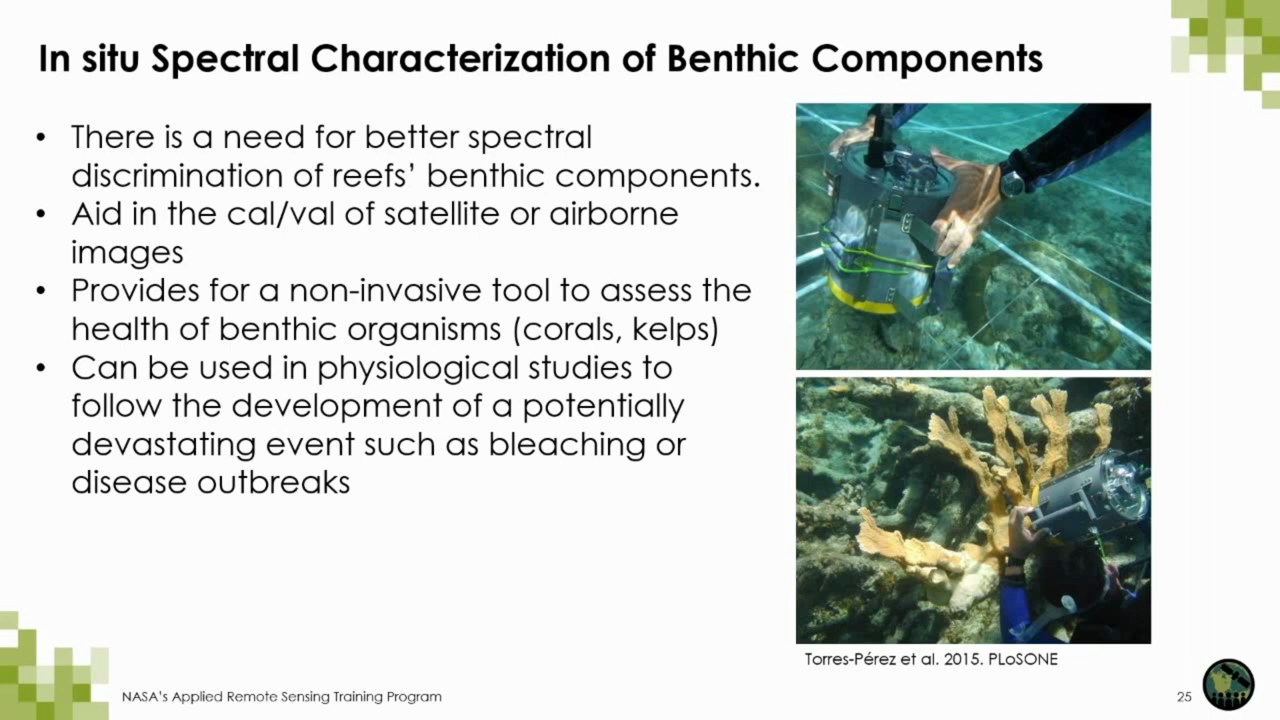 In situ Spectral Characterization of Benthic Components
• There is a need for better spectral
discrimination of reefs’ benthic components.
• Aid in the cal/val of satellite or airborne
images
• Provides for a non-invasive tool to assess the
health of benthic organisms (corals, kelps)
• Can be used in physiological studies to
follow the development of a potentially
devastating event such as bleaching or
disease outbreaks
Torres-Pérez et al. 2015. PLoSONE
NASA’s Applied Remote Sensing Training Program
25